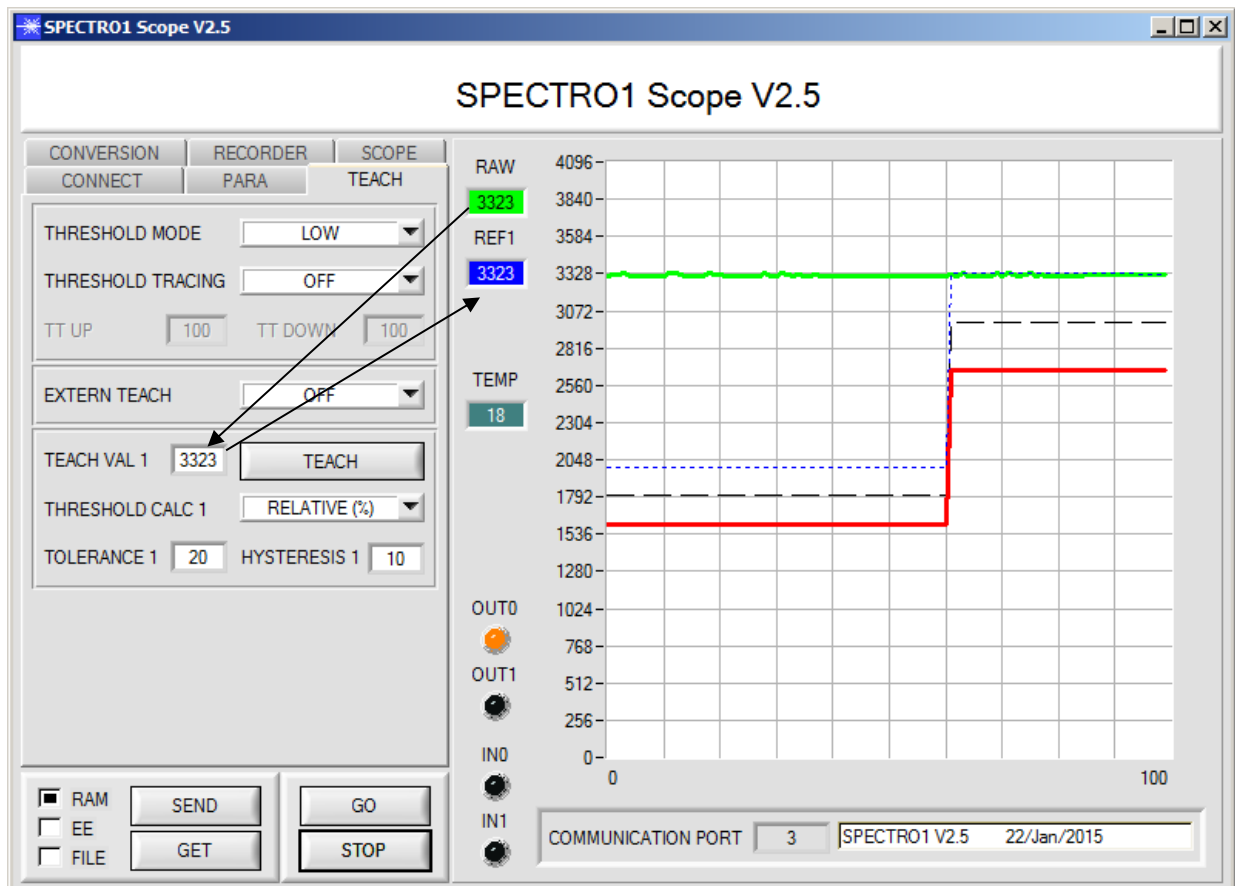 SPECTRO1 Scope V2.5
SPECTRO1 Scope V2.5
CONVERSION RECORDER SCOPE
CONNECT PARA TEACH
THRESHOLD MODE LOW
THRESHOLD TRACING OFF
TT UP 100 TT DOWN 100
EXTERN TEACH OFF
TEACH VAL 1 3323 TEACH
THRESHOLD CALC 1 RELATIVE (%)
TOLERANCE 1 20 HYSTERESIS 1 10
RAM
EE
FILE
SEND
GET
GO
STOP
RAW
3323
REF1
3323
TEMP
18
OUT0
OUT1
IN0
IN1
4096
3840
3584
3328
3072
2816
2560
2304
2048
1792
1536
1280
1024
768
512
256
0
0 100
COMMUNICATION PORT 3 SPECTRO1 V2.5 22/Jan/2015